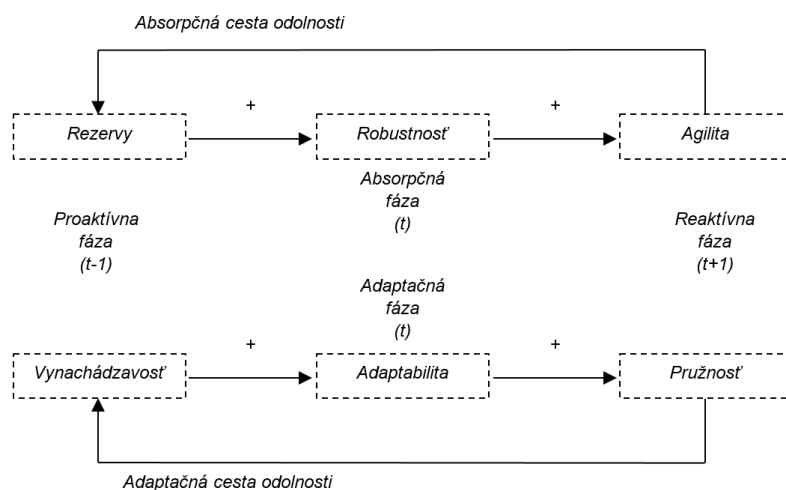 Absorpčná cesta odolnosti
+ +
Rezervy Robustnosť Agilita
Absorpčná
fáza
(t)
Proaktívna
fáza
(t-1)
Reaktívna
fáza
(t+1)
Adaptačná
fáza
(t)
+ +
Vynachádzavosť Adaptabilita Pružnosť
Adaptačná cesta odolnosti